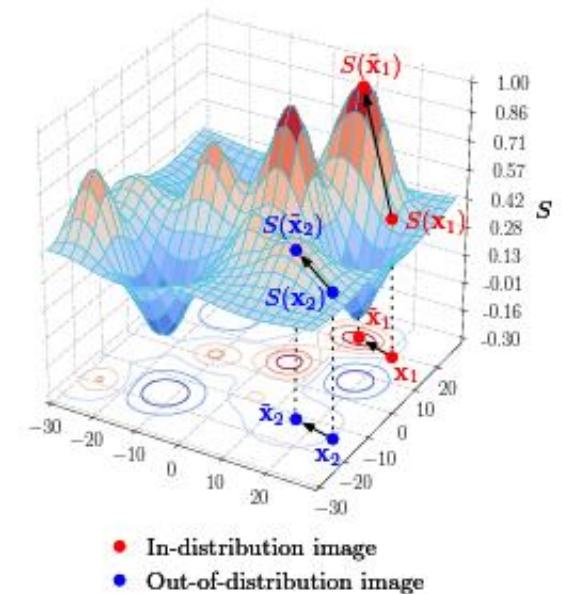 S(x̄₁)
1.00
0.86
0.71
0.57
0.42
0.28
0.13
-0.01
-0.16
-0.30
S
S(x₁)
S(x̄₂)
S(x₂)
x̄₁
x₁
x̄₂
x₂
−30
−20
−10
0
10
20
−30
−20
−10
0
10
20
In-distribution image
Out-of-distribution image